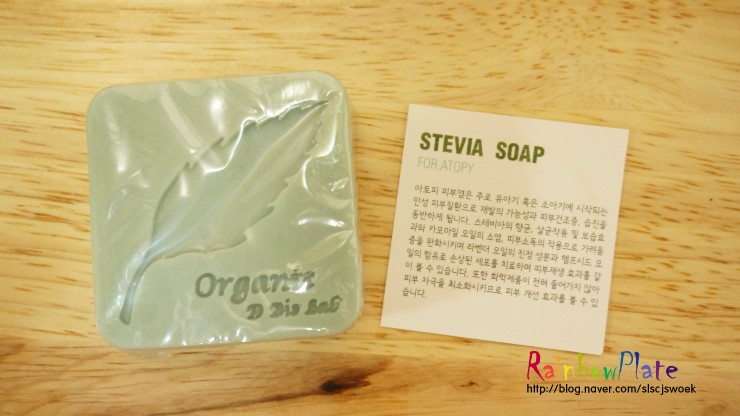 Organin
D Dio Lab
STEVIA SOAP
FOR.ATOPY
아토피 피부염은 주로 유아기 혹은 소아기에 시작되는
만성 피부질환으로 재발의 가능성과 피부건조증, 습진을
동반하게 됩니다. 스테비아의 향균, 살균작용 및 보습효
과와 카모마일 오일의 소염, 피부소독의 작용으로 가려움
증을 완화시키며 라벤더 오일의 진정 성분과 햄프시드 오
일의 함유로 손상된 세포를 치료하며 피부재생 효과를 같
이 볼 수 있습니다. 또한 화학제품이 전혀 들어가지 않아
피부 자극을 최소화시키므로 피부 개선 효과를 볼 수 있
습니다.
RainbowPlate
http://blog.naver.com/slscjswoek